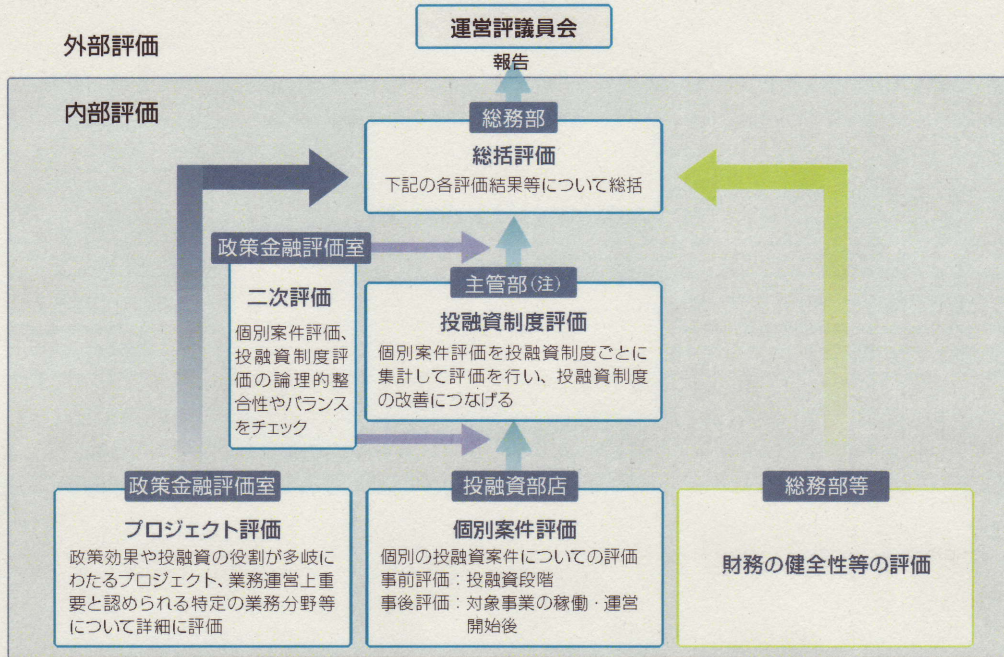 外部評価
運営評議員会
報告
内部評価
総務部
総括評価
下記の各評価結果等について総括
政策金融評価室
二次評価
個別案件評価、
投融資制度評
価の論理的整
合性やバランス
をチェック
主管部(注)
投融資制度評価
個別案件評価を投融資制度ごとに
集計して評価を行い、投融資制度
の改善につなげる
政策金融評価室
プロジェクト評価
政策効果や投融資の役割が多岐に
わたるプロジェクト、業務運営上重
要と認められる特定の業務分野等
について詳細に評価
投融資部店
個別案件評価
個別の投融資案件についての評価
事前評価:投融資段階
事後評価:対象事業の稼働・運営
開始後
総務部等
財務の健全性等の評価